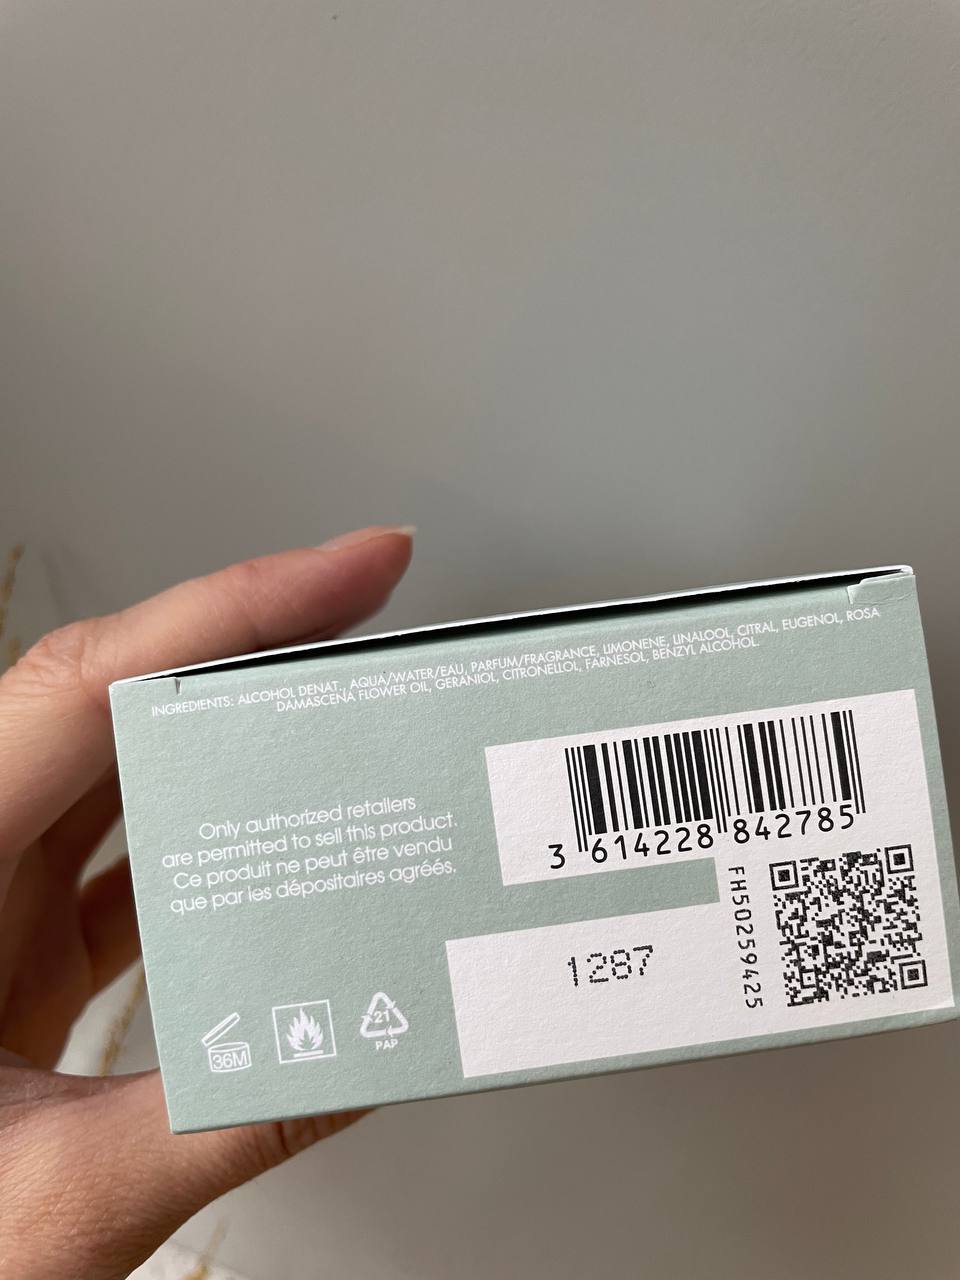 INGREDIENTS: ALCOHOL DENAT., AQUA/WATER/EAU, PARFUM/FRAGRANCE, LIMONENE, LINALOOL, CITRAL, EUGENOL, ROSA
DAMASCENA FLOWER OIL, GERANIOL, CITRONELLOL, FARNESOL, BENZYL ALCOHOL.
Only authorized retailers
are permitted to sell this product.
Ce produit ne peut être vendu
que par les dépositaires agréés.
3 614228 842785
FH50259425
1287
36M
21
PAP